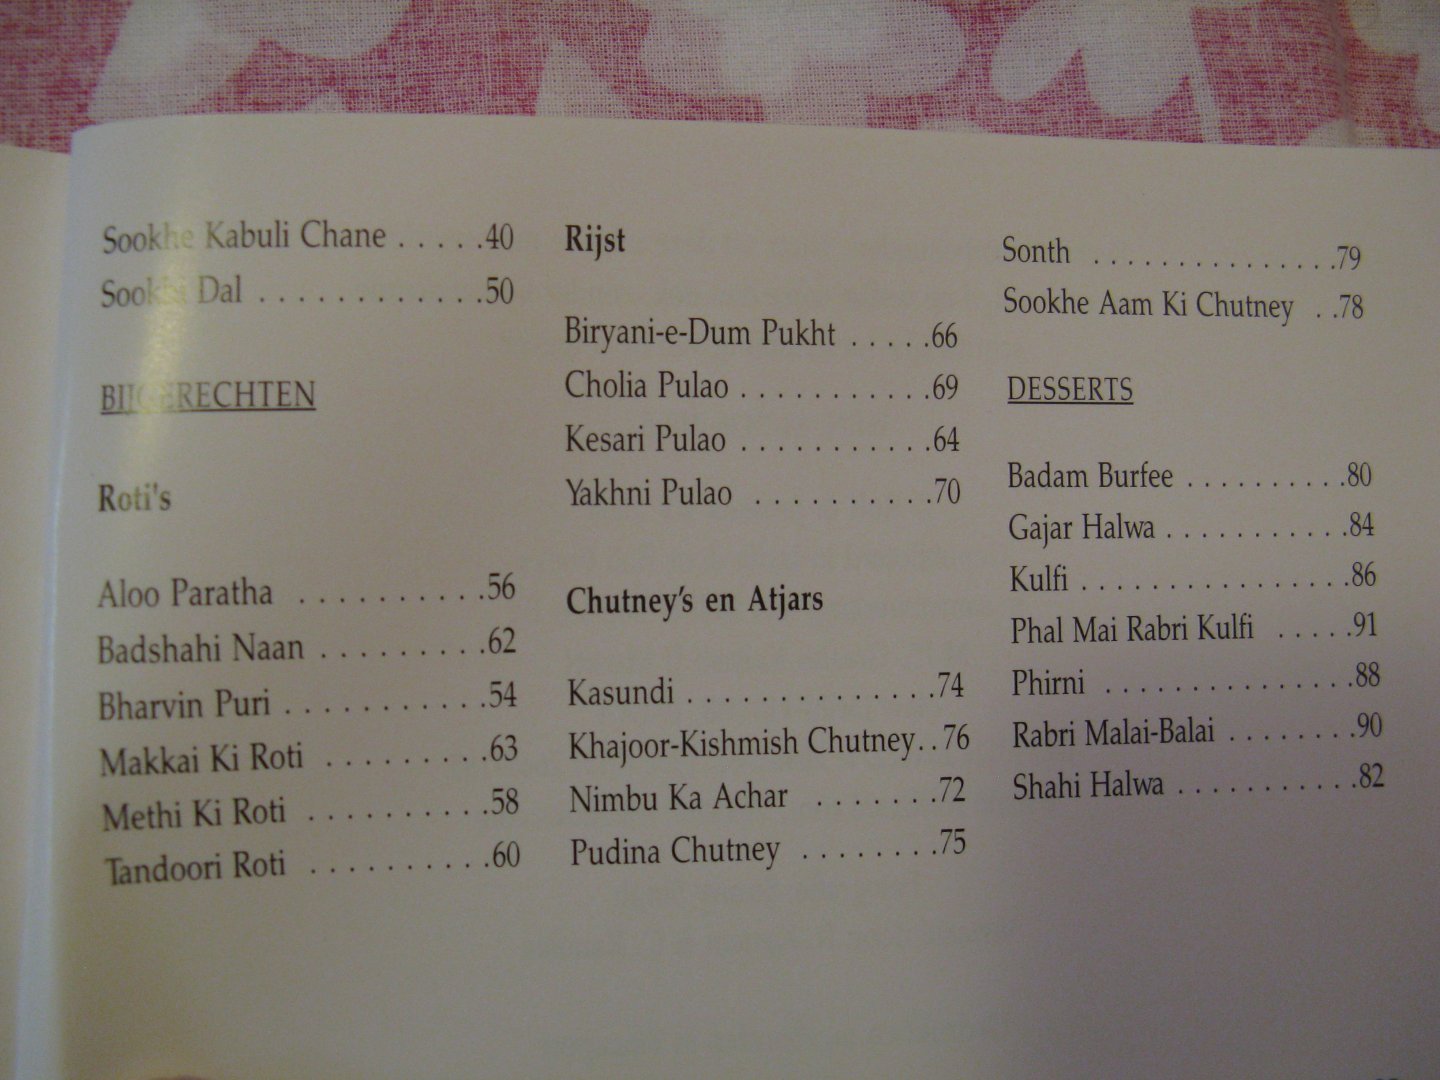 Sookhe Kabuli Chane . . . . .40
Sookhi Dal . . . . . . . . . . . .50
BIJGERECHTEN
Roti's
Aloo Paratha . . . . . . . . . .56
Badshahi Naan . . . . . . . . .62
Bharvin Puri . . . . . . . . . . .54
Makkai Ki Roti . . . . . . . . .63
Methi Ki Roti . . . . . . . . . .58
Tandoori Roti . . . . . . . . . .60
Rijst
Biryani-e-Dum Pukht . . . . .66
Cholia Pulao . . . . . . . . . . .69
Kesari Pulao . . . . . . . . . . .64
Yakhni Pulao . . . . . . . . . .70
Chutney's en Atjars
Kasundi . . . . . . . . . . . . . .74
Khajoor-Kishmish Chutney. . 76
Nimbu Ka Achar . . . . . . .72
Pudina Chutney . . . . . . . .75
Sonth . . . . . . . . . . . . . . .79
Sookhe Aam Ki Chutney . .78
DESSERTS
Badam Burfee . . . . . . . . . .80
Gajar Halwa . . . . . . . . . . .84
Kulfi . . . . . . . . . . . . . . . .86
Phal Mai Rabri Kulfi . . . . .91
Phirni . . . . . . . . . . . . . . .88
Rabri Malai-Balai . . . . . . . .90
Shahi Halwa . . . . . . . . . . .82